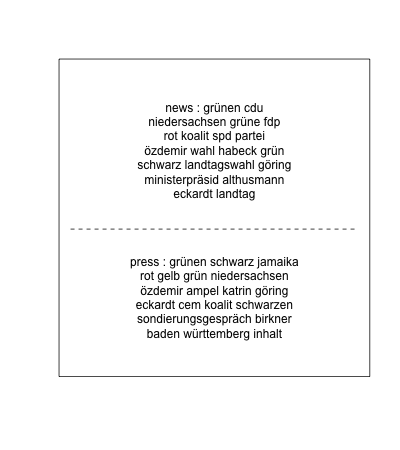 news : grünen cdu
niedersachsen grüne fdp
rot koalit spd partei
özdemir wahl habeck grün
schwarz landtagswahl göring
ministerpräsid althusmann
eckardt landtag
press : grünen schwarz jamaika
rot gelb grün niedersachsen
özdemir ampel katrin göring
eckardt cem koalit schwarzen
sondierungsgespräch birkner
baden württemberg inhalt